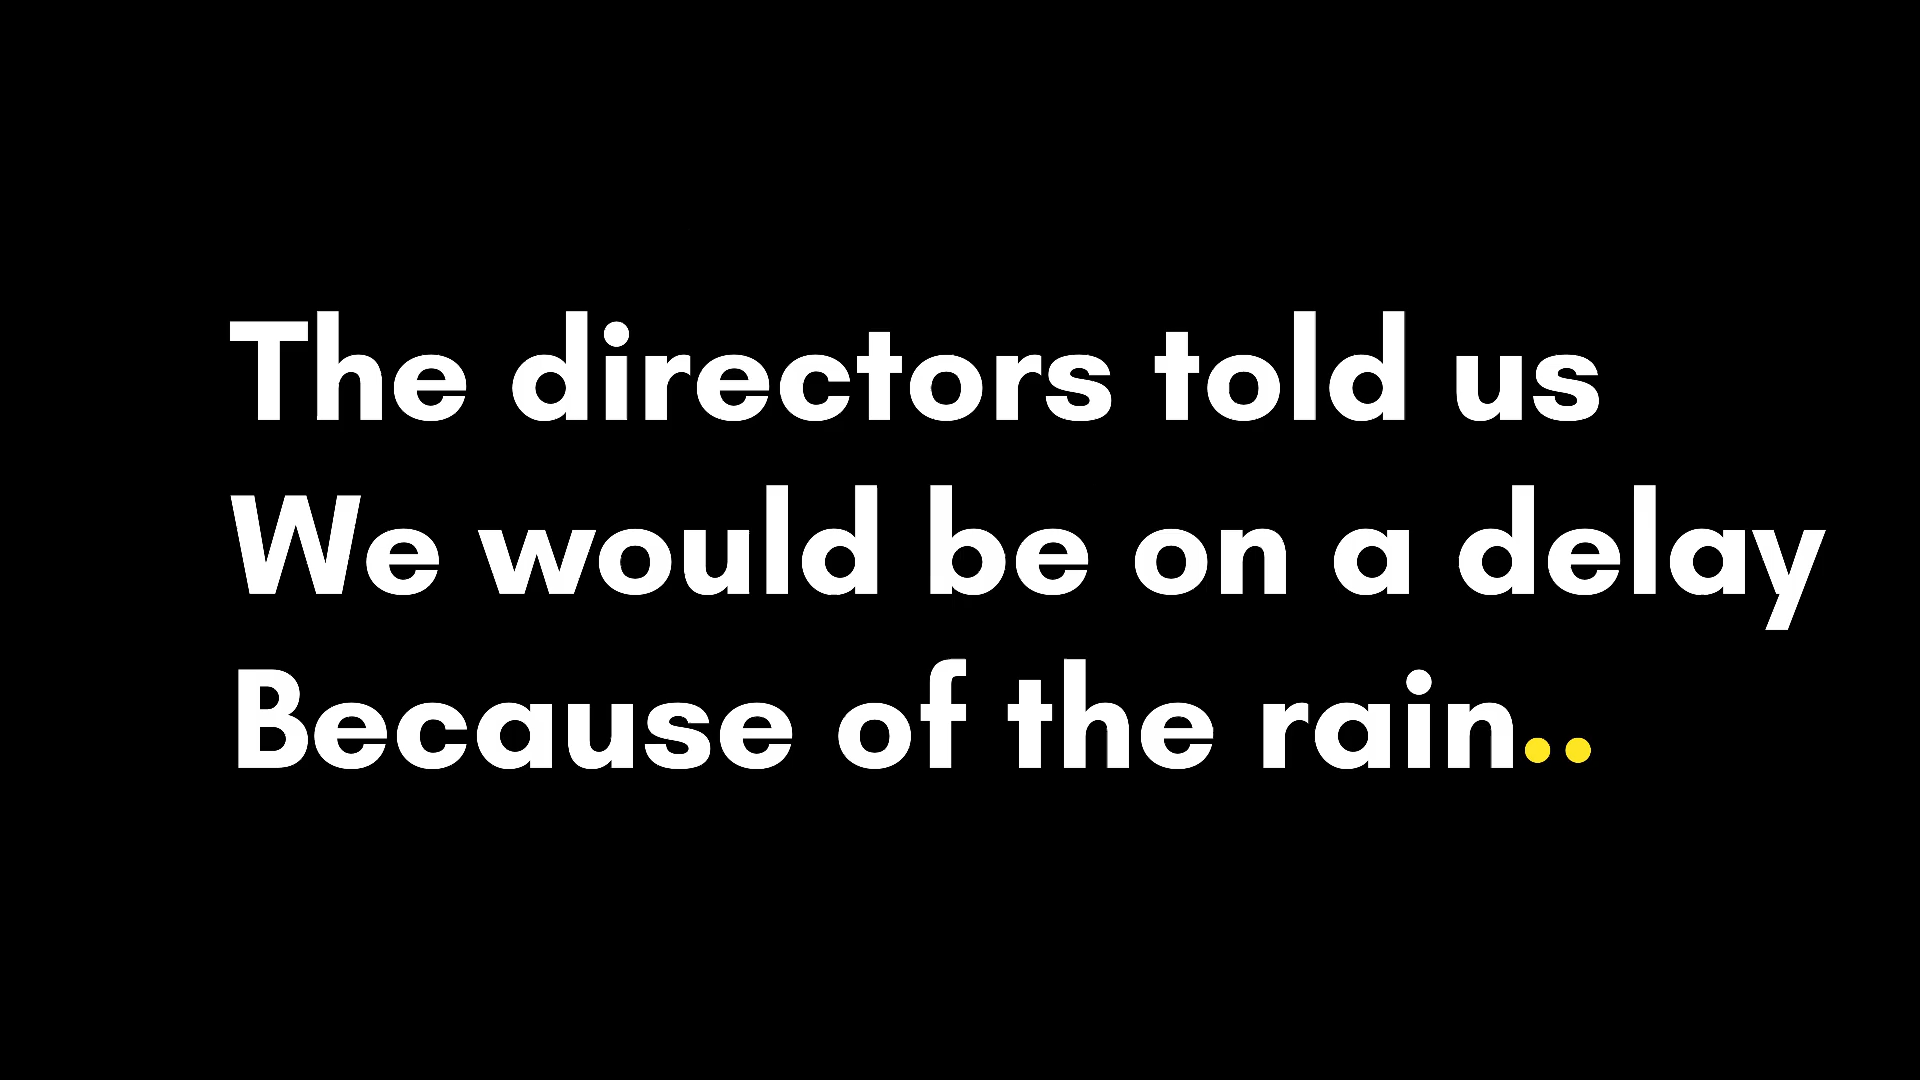 The directors told us
We would be on a delay
Because of the rain..